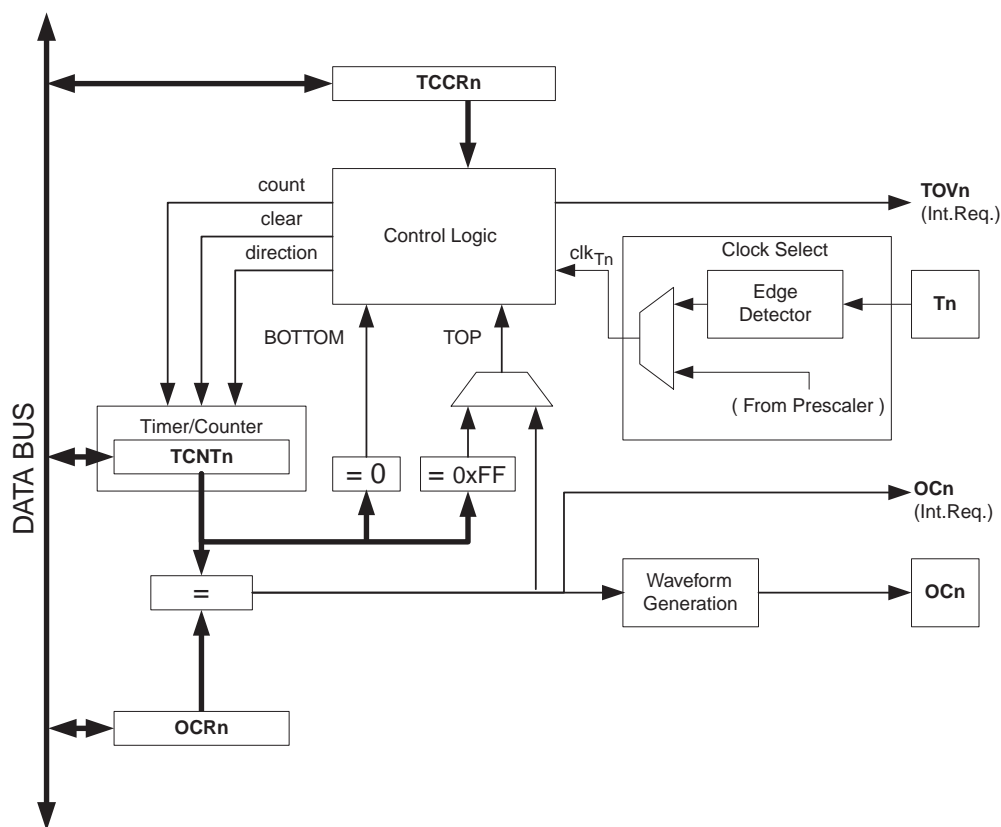 TCCRn
count
clear
direction
Control Logic
TOVn
(Int.Req.)
clkTn
Clock Select
Edge
Detector
Tn
( From Prescaler )
BOTTOM
TOP
DATA BUS
Timer/Counter
TCNTn
= 0
= 0xFF
OCn
(Int.Req.)
=
Waveform
Generation
OCn
OCRn